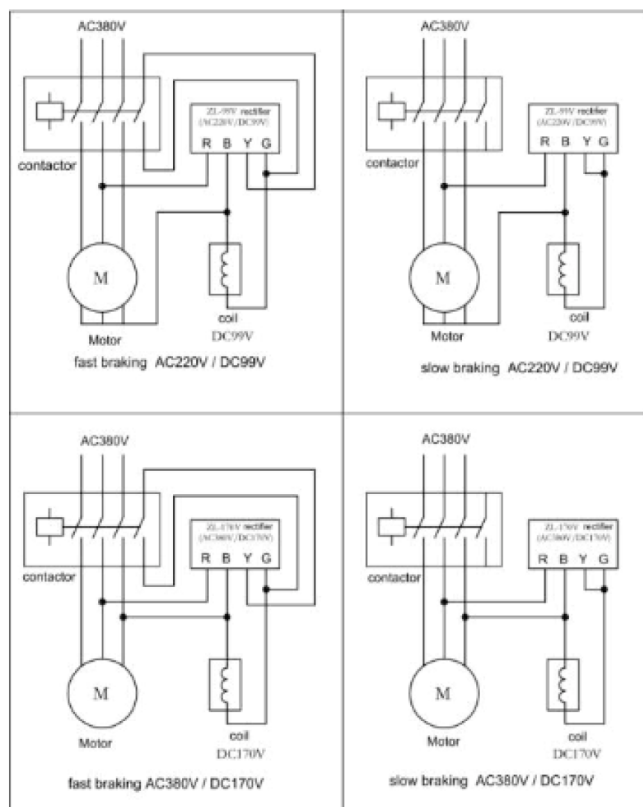 AC380V
ZL-99V rectifier
(AC220V/DC99V)
R B Y G
contactor
M
Motor
coil
DC99V
fast braking AC220V / DC99V
AC380V
ZL-99V rectifier
(AC220V/DC99V)
R B Y G
contactor
M
Motor
coil
DC99V
slow braking AC220V / DC99V
AC380V
ZL-170V rectifier
(AC380V/DC170V)
R B Y G
contactor
M
Motor
coil
DC170V
fast braking AC380V / DC170V
AC380V
ZL-170V rectifier
(AC380V/DC170V)
R B Y G
contactor
M
Motor
coil
DC170V
slow braking AC380V / DC170V